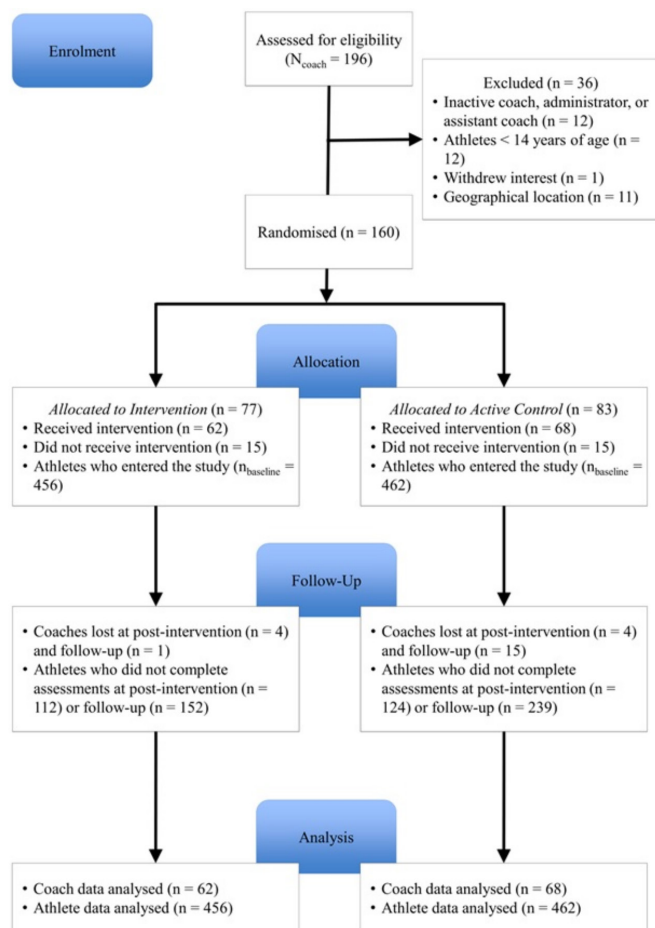 Enrolment
Assessed for eligibility
(N_coach = 196)
Excluded (n = 36)
• Inactive coach, administrator, or
assistant coach (n = 12)
• Athletes < 14 years of age (n =
12)
• Withdrew interest (n = 1)
• Geographical location (n = 11)
Randomised (n = 160)
Allocation
Allocated to Intervention (n = 77)
• Received intervention (n = 62)
• Did not receive intervention (n = 15)
• Athletes who entered the study (n_baseline =
456)
Allocated to Active Control (n = 83)
• Received intervention (n = 68)
• Did not receive intervention (n = 15)
• Athletes who entered the study (n_baseline =
462)
Follow-Up
• Coaches lost at post-intervention (n = 4)
and follow-up (n = 1)
• Athletes who did not complete
assessments at post-intervention (n =
112) or follow-up (n = 152)
• Coaches lost at post-intervention (n = 4)
and follow-up (n = 15)
• Athletes who did not complete
assessments at post-intervention (n =
124) or follow-up (n = 239)
Analysis
• Coach data analysed (n = 62)
• Athlete data analysed (n = 456)
• Coach data analysed (n = 68)
• Athlete data analysed (n = 462)